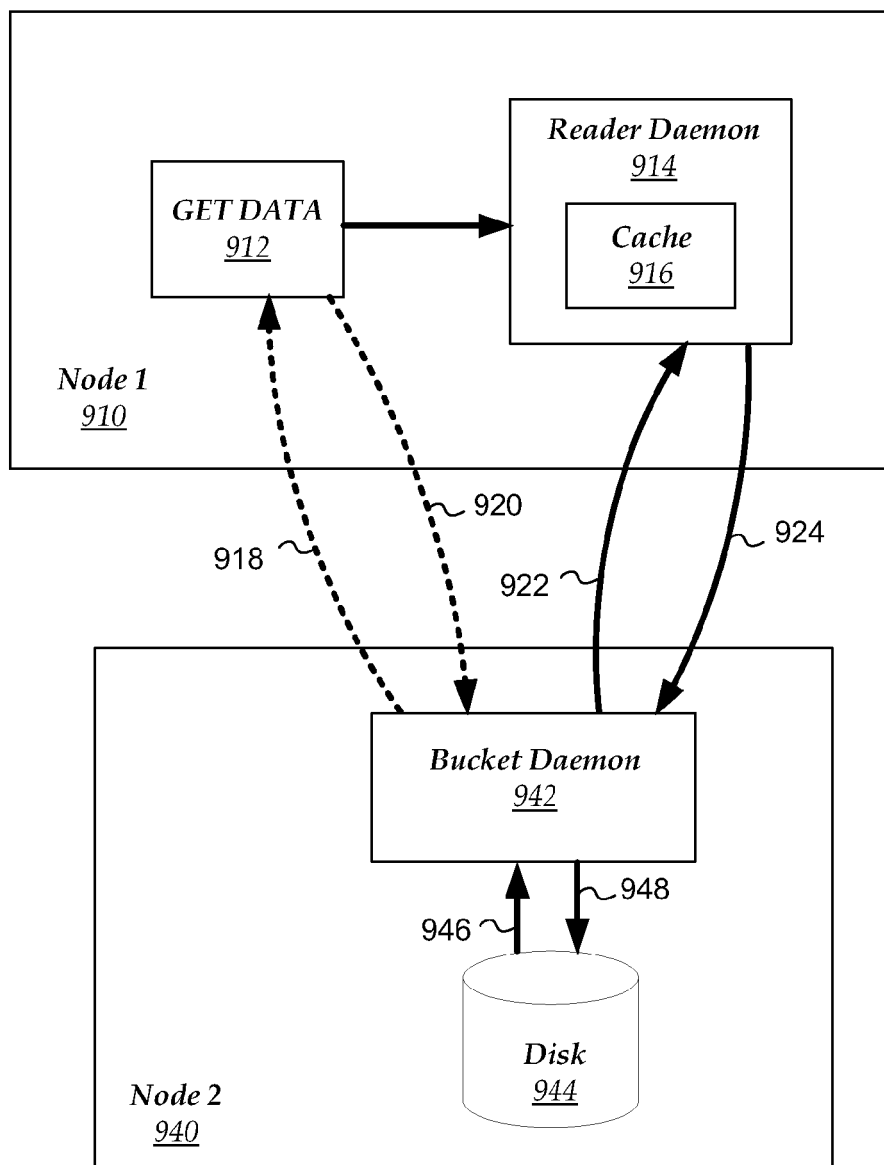 Reader Daemon
914
GET DATA
912
Cache
916
Node 1
910
920
918
924
922
Bucket Daemon
942
948
946
Disk
944
Node 2
940